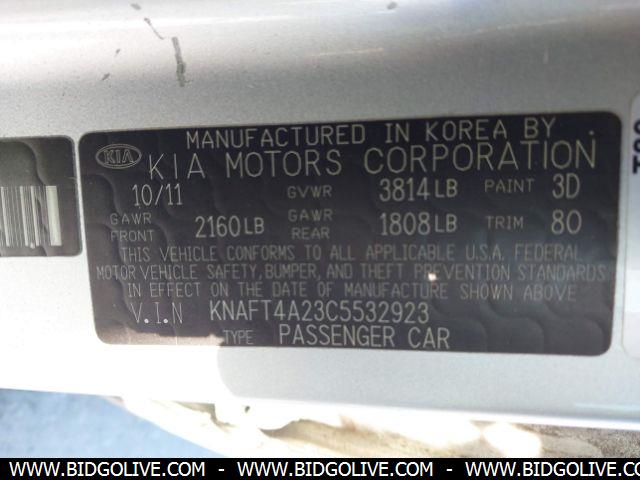 MANUFACTURED IN KOREA BY
KIA KIA MOTORS CORPORATION
10/11 GVWR 3814 LB PAINT 3D
GAWR FRONT 2160 LB GAWR REAR 1808 LB TRIM 80
THIS VEHICLE CONFORMS TO ALL APPLICABLE U.S.A. FEDERAL
MOTOR VEHICLE SAFETY, BUMPER, AND THEFT PREVENTION STANDARDS
IN EFFECT ON THE DATE OF MANUFACTURE SHOWN ABOVE
V.I.N KNAFT4A23C5532923
TYPE PASSENGER CAR
WWW.BIDGOLIVE.COM - WWW.BIDGOLIVE.COM - WWW.BIDGOLIVE.COM